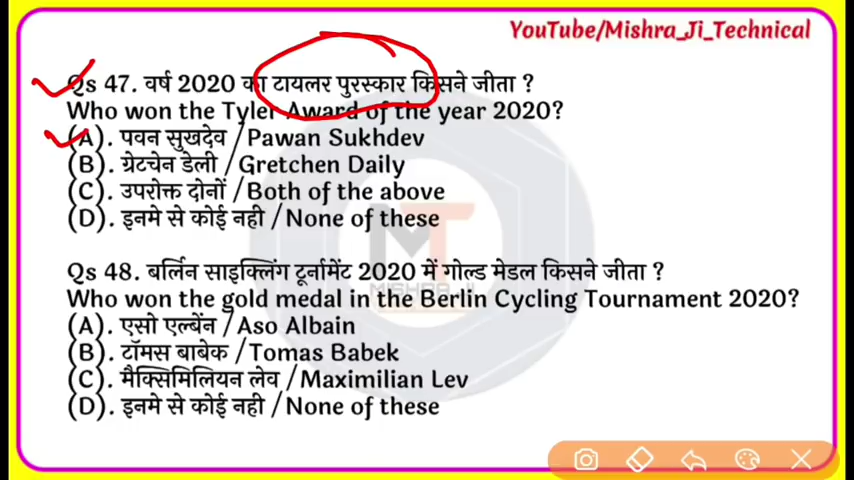 YouTube/Mishra_Ji_Technical
Qs 47. वर्ष 2020 का टायलर पुरस्कार किसने जीता ?
Who won the Tyler Award of the year 2020?
(A). पवन सुखदेव/Pawan Sukhdev
(B). ग्रेटचेन डेली/Gretchen Daily
(C). उपरोक्त दोनों/Both of the above
(D). इनमे से कोई नही/None of these
Qs 48. बर्लिन साइक्लिंग टूर्नामेंट 2020 में गोल्ड मेडल किसने जीता ?
MISHRA JI
Who won the gold medal in the Berlin Cycling Tournament 2020?
(A). एसो एल्बेंन/Aso Albain
(B). टॉमस बाबेक/Tomas Babek
(C). मैक्सिमिलियन लेव/Maximilian Lev
(D). इनमे से कोई नही/None of these